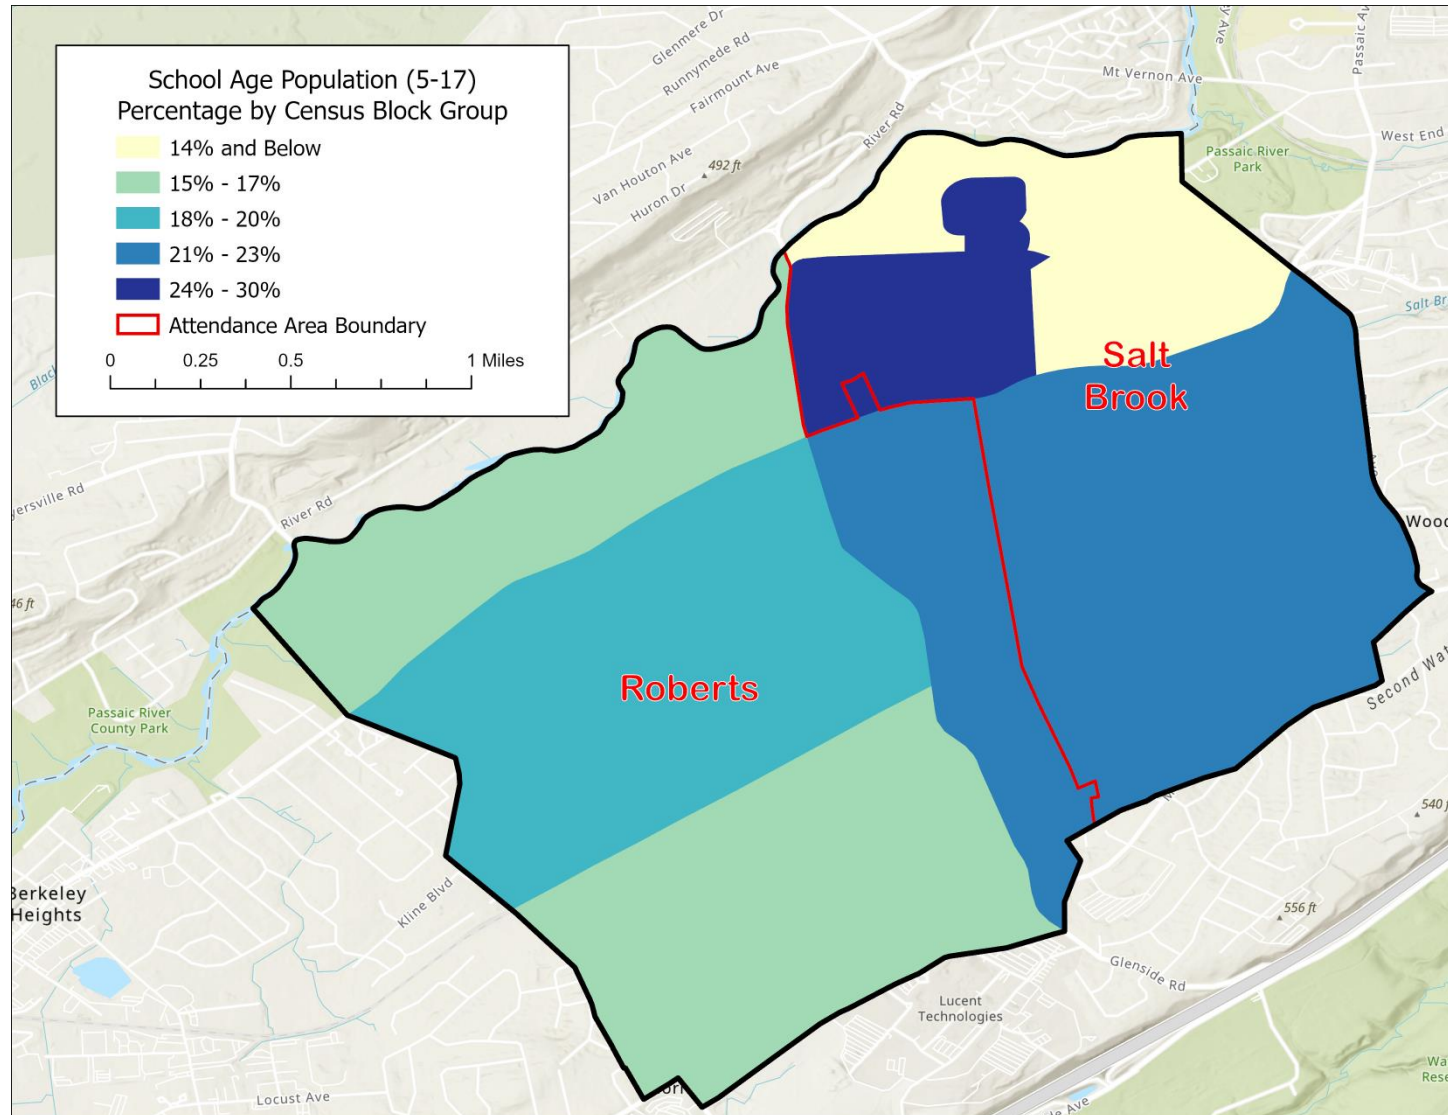 School Age Population (5-17)
Percentage by Census Block Group
14% and Below
15% - 17%
18% - 20%
21% - 23%
24% - 30%
Attendance Area Boundary
0 0.25 0.5 1 Miles
Glenmere Dr
Runnymede Rd
Fairmount Ave
River Rd
Van Houton Ave
Huron Dr
492 ft
Mt Vernon Ave
Passaic Av
West End
Passaic River
Park
Salt Br
Salt
Brook
River Rd
Wood
46 ft
Second Wat
Roberts
Passaic River
County Park
540 f
Berkeley
Heights
Kline Blvd
556 ft
Glenside Rd
Lucent
Technologies
Locust Ave
Wa
Rese